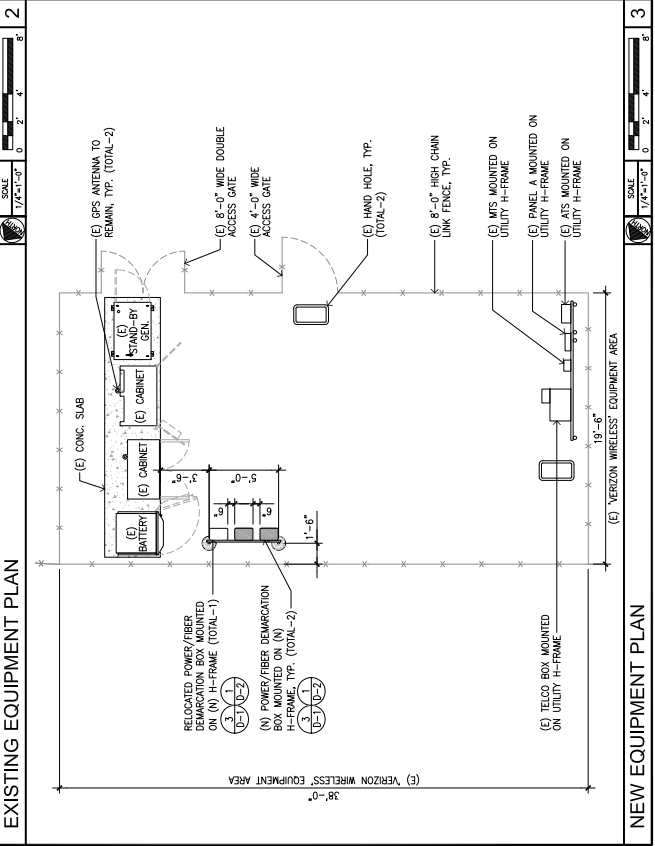 EXISTING EQUIPMENT PLAN
SCALE
1/4"=1'-0"
NORTH
0 2' 4' 8'
2
(E) CONC. SLAB
(E) GPS ANTENNA TO
REMAIN, TYP. (TOTAL-2)
(E) 8'-0" WIDE DOUBLE
ACCESS GATE
(E) 4'-0" WIDE
ACCESS GATE
(E) HAND HOLE, TYP.
(TOTAL-2)
(E) 8'-0" HIGH CHAIN
LINK FENCE, TYP.
(E) MTS MOUNTED ON
UTILITY H-FRAME
(E) PANEL A MOUNTED ON
UTILITY H-FRAME
(E) ATS MOUNTED ON
UTILITY H-FRAME
(E)
BATTERY
(E) CABINET
(E) CABINET
(E)
STAND-BY
GEN.
3'-6"
5'-0"
6"
6"
1'-6"
RELOCATED POWER/FIBER
DEMARCATION BOX MOUNTED
ON (N) H-FRAME (TOTAL-1)
3 1
D-1 D-2
(N) POWER/FIBER DEMARCATION
BOX MOUNTED ON (N)
H-FRAME, TYP. (TOTAL-2)
3 1
D-1 D-2
(E) TELCO BOX MOUNTED
ON UTILITY H-FRAME
19'-6"
(E) 'VERIZON WIRELESS' EQUIPMENT AREA
38'-0"
(E) 'VERIZON WIRELESS' EQUIPMENT AREA
NEW EQUIPMENT PLAN
SCALE
1/4"=1'-0"
NORTH
0 2' 4' 8'
3